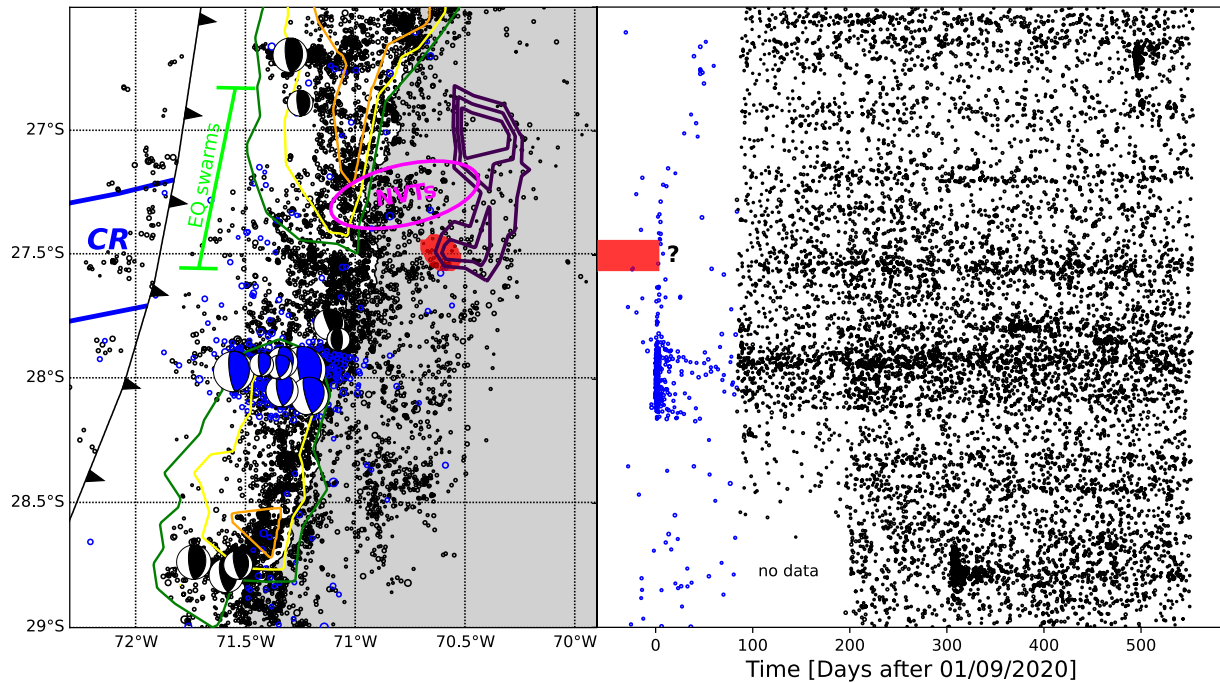 27°S
27.5°S
28°S
28.5°S
29°S
72°W
71.5°W
71°W
70.5°W
70°W
EQ swarms
CR
NVTs
?
no data
0
100
200
300
400
500
Time [Days after 01/09/2020]